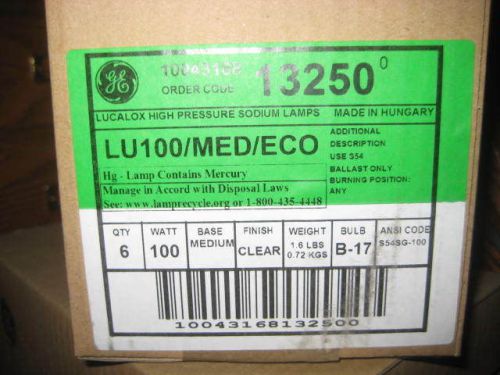 GE
10043168 13250 0
ORDER CODE
LUCALOX HIGH PRESSURE SODIUM LAMPS MADE IN HUNGARY
LU100/MED/ECO
ADDITIONAL
DESCRIPTION
USE S54
BALLAST ONLY
BURNING POSITION:
ANY
Hg - Lamp Contains Mercury
Manage in Accord with Disposal Laws
See: www.lamprecycle.org or 1-800-435-4448
QTY WATT BASE FINISH WEIGHT BULB ANSI CODE
6 100 MEDIUM CLEAR 1.6 LBS B-17 S54SG-100
0.72 KGS
10043168132500